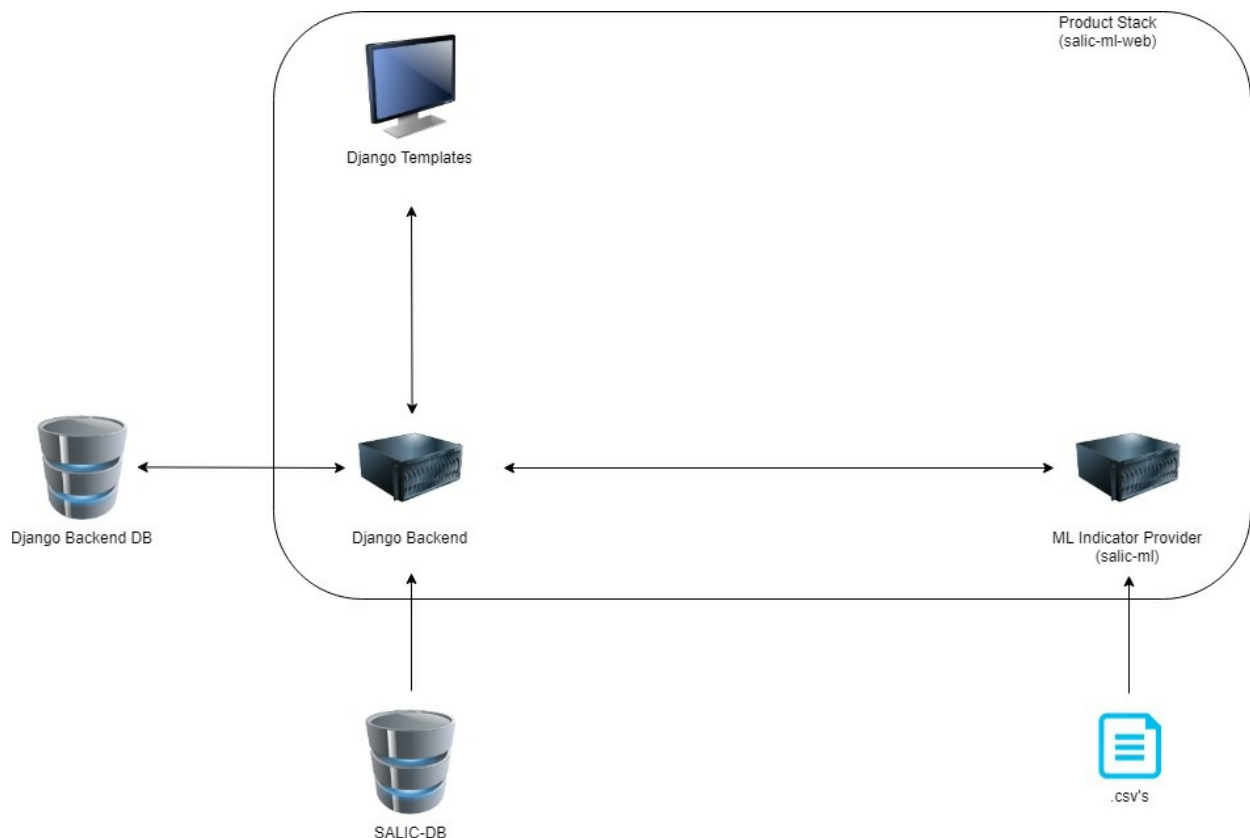 Product Stack
(salic-ml-web)
Django Templates
Django Backend DB
Django Backend
ML Indicator Provider
(salic-ml)
SALIC-DB
.csv's